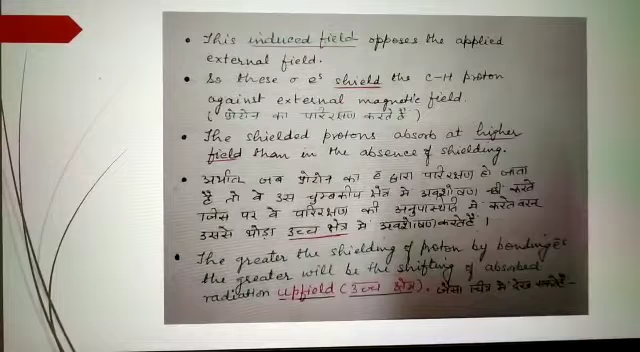 • This induced field opposes the applied
external field.
• So these σ e⁻s shield the C-H proton
against external magnetic field.
( प्रोटोन का परिरक्षण करते हैं )
• The shielded protons absorb at higher
field than in the absence of shielding.
• अर्थात जब प्रोटोन का e द्वारा परिरक्षण हो जाता
है तो वे उस चुम्बकीय क्षेत्र में अवशोषण नहीं करते
जिस पर वे परिरक्षण की अनुपास्थिति में करते वरन्
उससे थोड़ा उच्च क्षेत्र में अवशोषण करते हैं ।
• The greater the shielding of proton by bonding e⁻s
the greater will be the shifting of absorbed
radiation upfield (उच्च क्षेत्र). जैसा चित्र में देख सकते हैं -